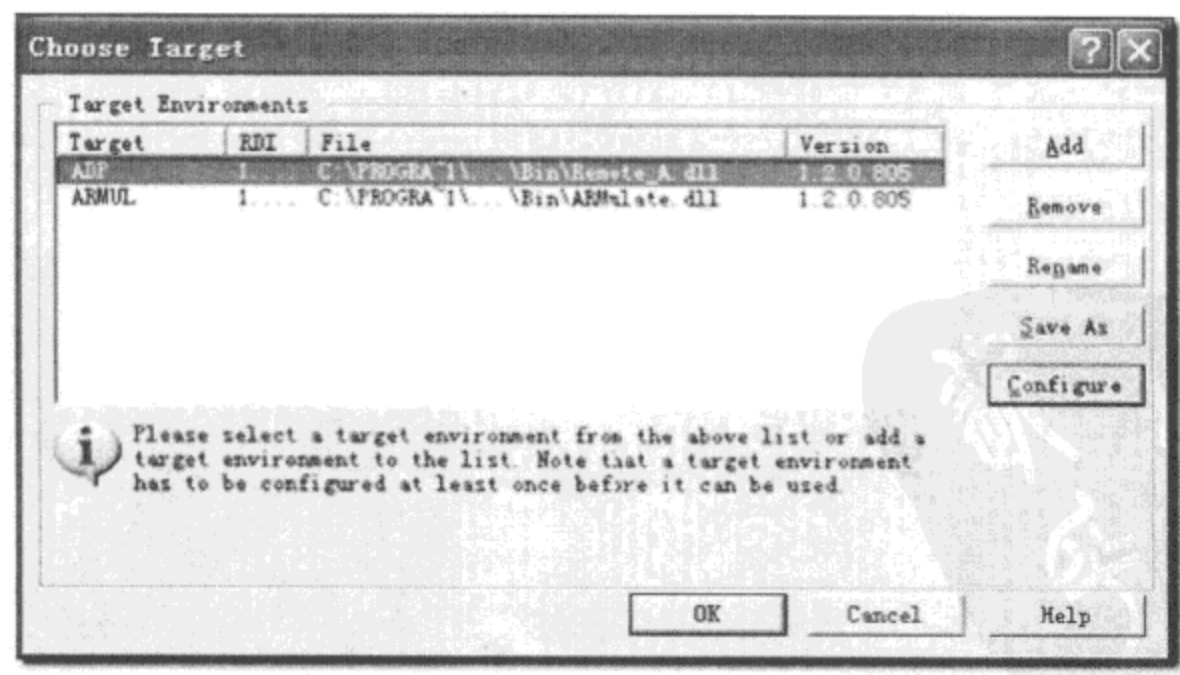 Choose Target
Target Environments
Target RDI File Version
ADP 1.... C:\PROGRA~1\...\Bin\Remote_A.dll 1.2.0.805
ARMUL 1.... C:\PROGRA~1\...\Bin\ARMulate.dll 1.2.0.805
Add
Remove
Rename
Save As
Configure
Please select a target environment from the above list or add a
target environment to the list. Note that a target environment
has to be configured at least once before it can be used.
OK Cancel Help